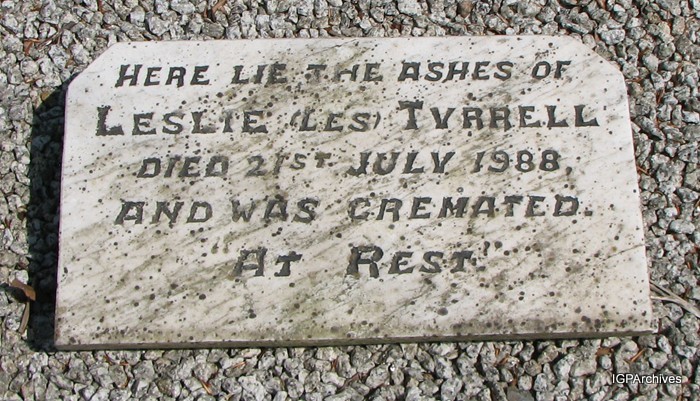 HERE LIE THE ASHES OF
LESLIE (LES) TYRRELL
DIED 21ST JULY 1988,
AND WAS CREMATED.
"AT REST."
IGPArchives